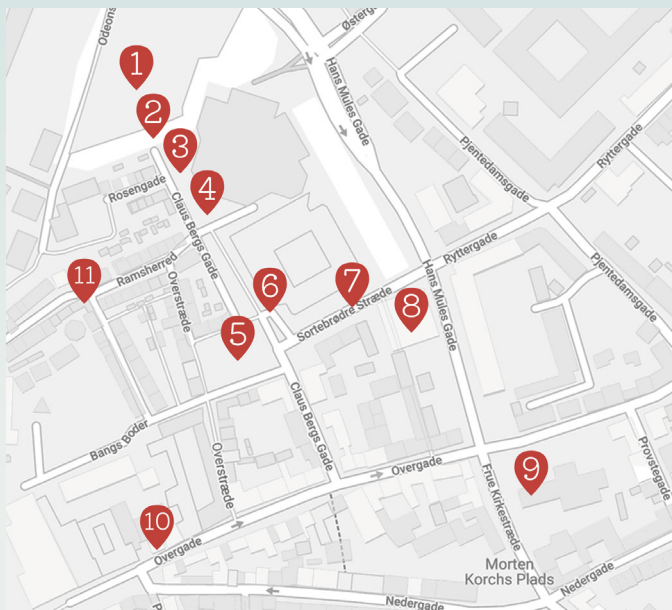 Odeons
Østerg
1
2
3
Hans Mules Gade
Pjentedamsgade
Ryttergade
Rosengade
4
Claus Bergs Gade
Ramsherred
11
Overstræde
6
7
Hans Mules Gade
Ryttergade
Pjentedamsgade
5
Sortebrødre Stræde
8
Claus Bergs Gade
Bangs Boder
Overstræde
Overgade
9
Provstegade
Frue Kirkestræde
10
Overgade
Morten
Korchs Plads
Nedergade
Nedergade